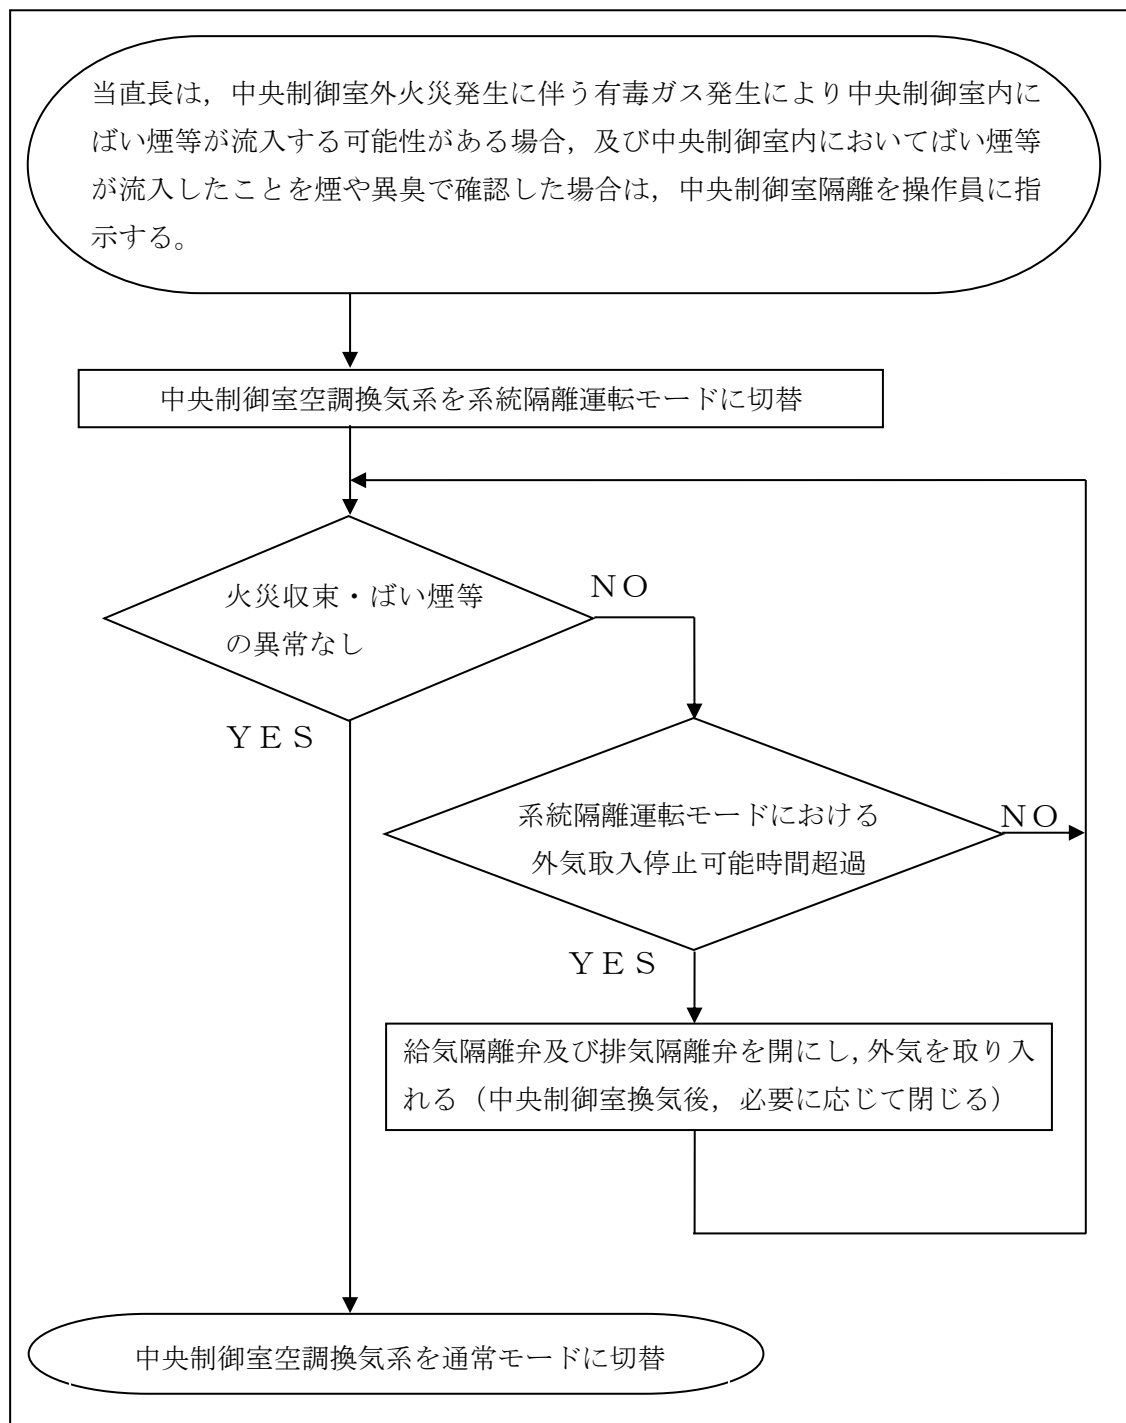 当直長は，中央制御室外火災発生に伴う有毒ガス発生により中央制御室内に
ばい煙等が流入する可能性がある場合，及び中央制御室内においてばい煙等
が流入したことを煙や異臭で確認した場合は，中央制御室隔離を操作員に指
示する。
中央制御室空調換気系を系統隔離運転モードに切替
火災収束・ばい煙等
の異常なし
ＮＯ
ＹＥＳ
系統隔離運転モードにおける
外気取入停止可能時間超過
ＮＯ
ＹＥＳ
給気隔離弁及び排気隔離弁を開にし,外気を取り入
れる（中央制御室換気後，必要に応じて閉じる）
中央制御室空調換気系を通常モードに切替